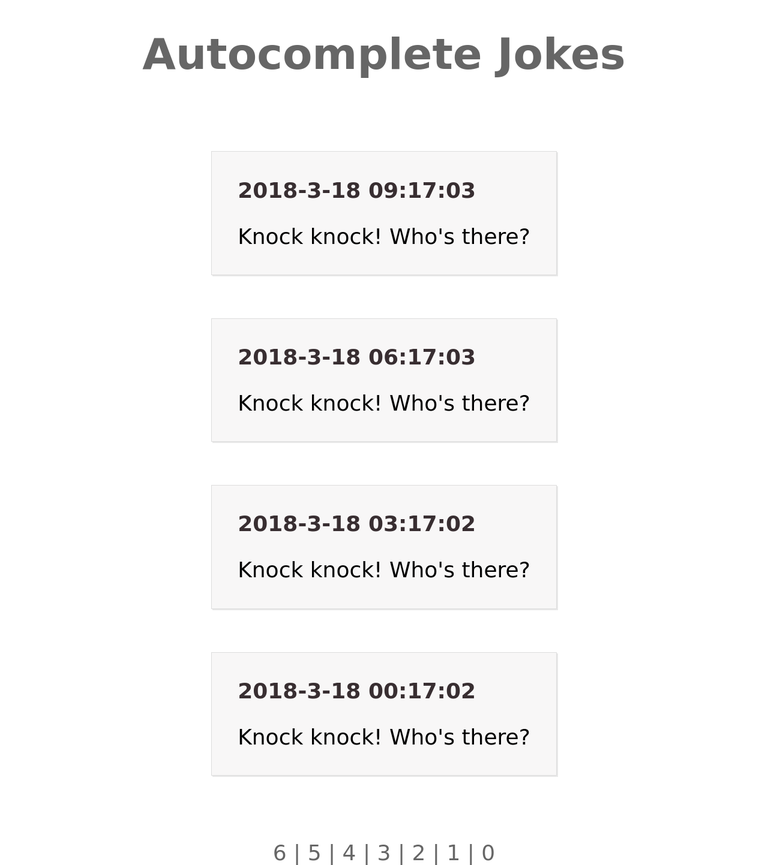 Autocomplete Jokes
2018-3-18 09:17:03
Knock knock! Who's there?
2018-3-18 06:17:03
Knock knock! Who's there?
2018-3-18 03:17:02
Knock knock! Who's there?
2018-3-18 00:17:02
Knock knock! Who's there?
6 | 5 | 4 | 3 | 2 | 1 | 0